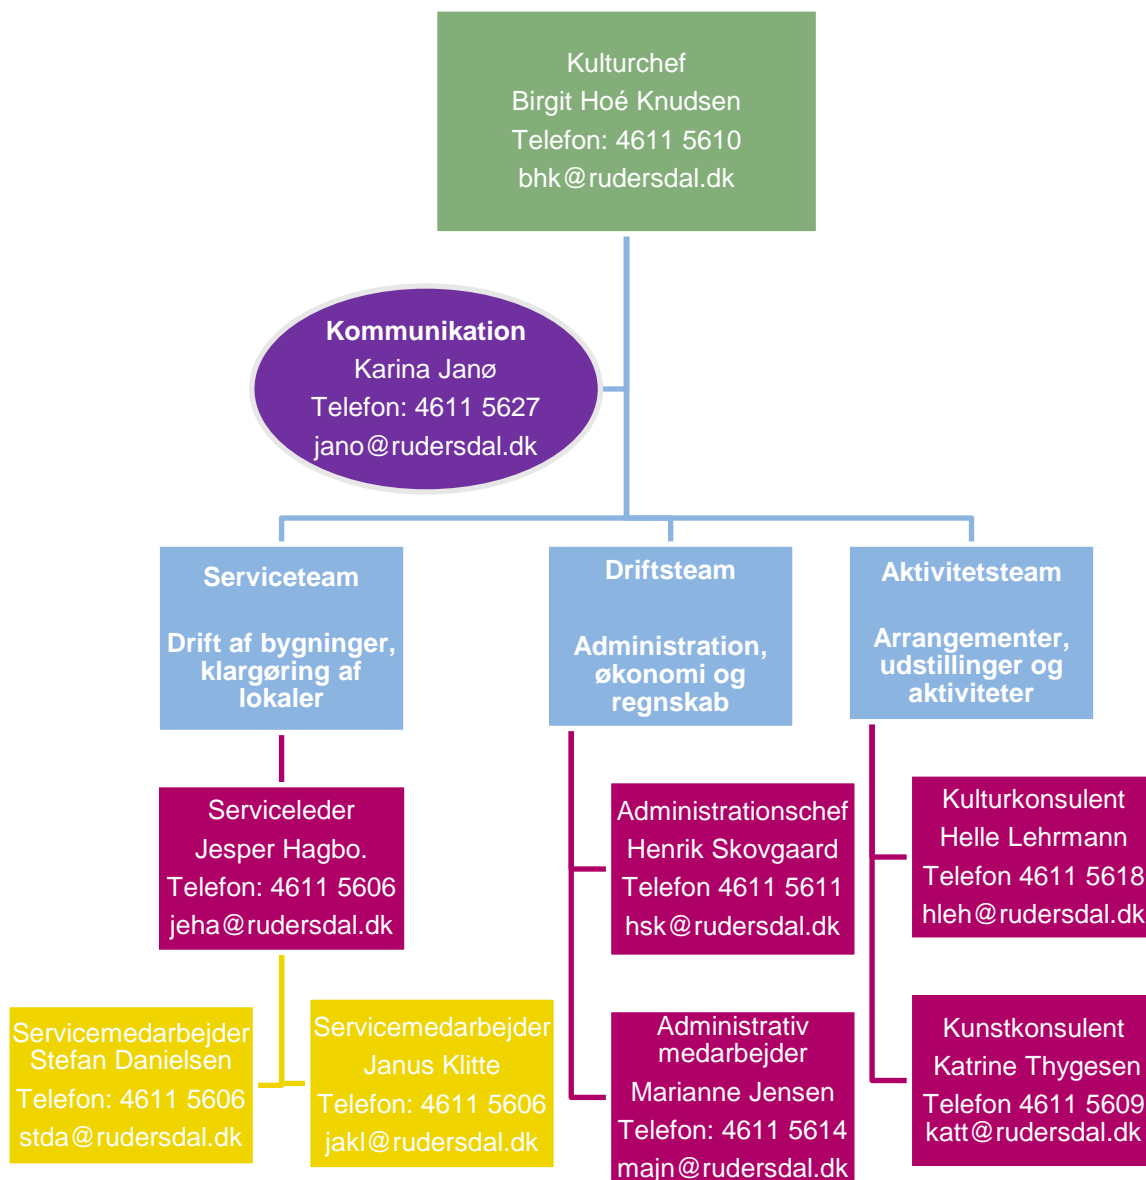 Kulturchef
Birgit Hoé Knudsen
Telefon: 4611 5610
bhk@rudersdal.dk
Kommunikation
Karina Janø
Telefon: 4611 5627
jano@rudersdal.dk
Serviceteam
Drift af bygninger,
klargøring af
lokaler
Driftsteam
Administration,
økonomi og
regnskab
Aktivitetsteam
Arrangementer,
udstillinger og
aktiviteter
Serviceleder
Jesper Hagbo.
Telefon: 4611 5606
jeha@rudersdal.dk
Administrationschef
Henrik Skovgaard
Telefon 4611 5611
hsk@rudersdal.dk
Kulturkonsulent
Helle Lehrmann
Telefon 4611 5618
hleh@rudersdal.dk
Servicemedarbejder
Stefan Danielsen
Telefon: 4611 5606
stda@rudersdal.dk
Servicemedarbejder
Janus Klitte
Telefon: 4611 5606
jakl@rudersdal.dk
Administrativ
medarbejder
Marianne Jensen
Telefon: 4611 5614
majn@rudersdal.dk
Kunstkonsulent
Katrine Thygesen
Telefon 4611 5609
katt@rudersdal.dk